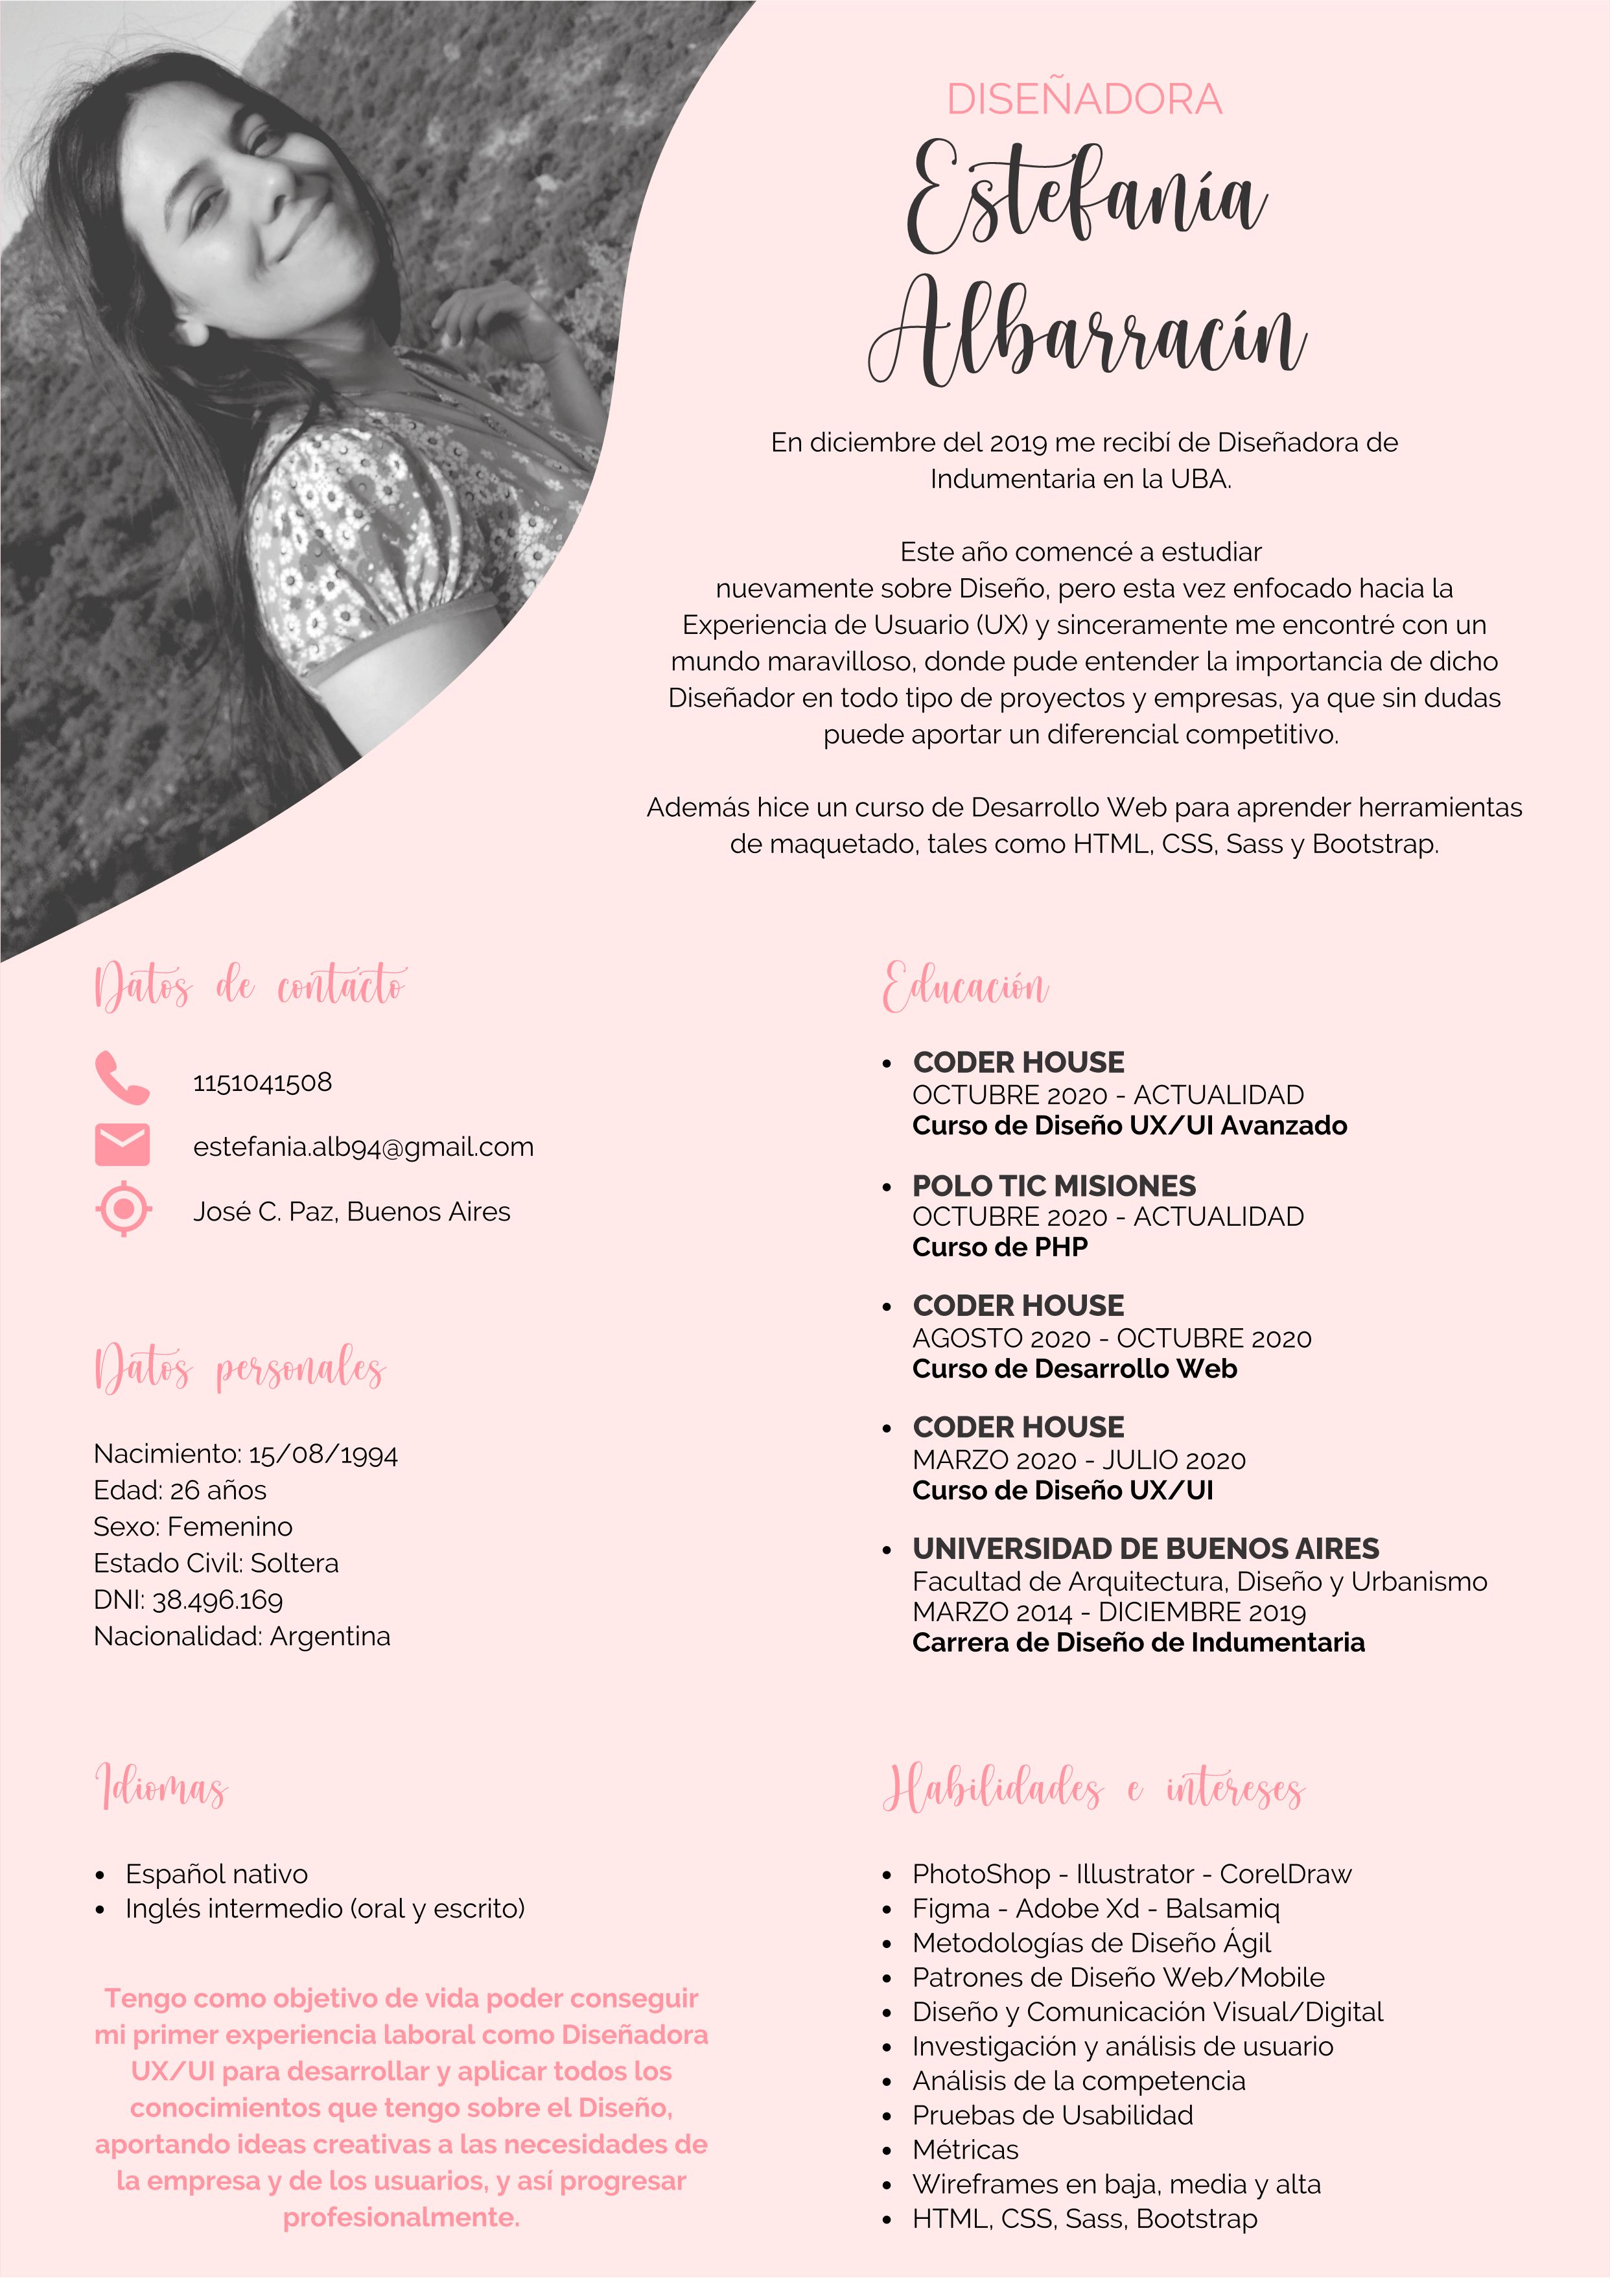 DISEÑADORA
Estefanía
Albarracín
En diciembre del 2019 me recibí de Diseñadora de
Indumentaria en la UBA.
Este año comencé a estudiar
nuevamente sobre Diseño, pero esta vez enfocado hacia la
Experiencia de Usuario (UX) y sinceramente me encontré con un
mundo maravilloso, donde pude entender la importancia de dicho
Diseñador en todo tipo de proyectos y empresas, ya que sin dudas
puede aportar un diferencial competitivo.
Además hice un curso de Desarrollo Web para aprender herramientas
de maquetado, tales como HTML, CSS, Sass y Bootstrap.
Datos de contacto
1151041508
estefania.alb94@gmail.com
José C. Paz, Buenos Aires
Datos personales
Nacimiento: 15/08/1994
Edad: 26 años
Sexo: Femenino
Estado Civil: Soltera
DNI: 38.496.169
Nacionalidad: Argentina
Idiomas
• Español nativo
• Inglés intermedio (oral y escrito)
Tengo como objetivo de vida poder conseguir
mi primer experiencia laboral como Diseñadora
UX/UI para desarrollar y aplicar todos los
conocimientos que tengo sobre el Diseño,
aportando ideas creativas a las necesidades de
la empresa y de los usuarios, y así progresar
profesionalmente.
Educación
• CODER HOUSE
OCTUBRE 2020 - ACTUALIDAD
Curso de Diseño UX/UI Avanzado
• POLO TIC MISIONES
OCTUBRE 2020 - ACTUALIDAD
Curso de PHP
• CODER HOUSE
AGOSTO 2020 - OCTUBRE 2020
Curso de Desarrollo Web
• CODER HOUSE
MARZO 2020 - JULIO 2020
Curso de Diseño UX/UI
• UNIVERSIDAD DE BUENOS AIRES
Facultad de Arquitectura, Diseño y Urbanismo
MARZO 2014 - DICIEMBRE 2019
Carrera de Diseño de Indumentaria
Habilidades e intereses
• PhotoShop - Illustrator - CorelDraw
• Figma - Adobe Xd - Balsamiq
• Metodologías de Diseño Ágil
• Patrones de Diseño Web/Mobile
• Diseño y Comunicación Visual/Digital
• Investigación y análisis de usuario
• Análisis de la competencia
• Pruebas de Usabilidad
• Métricas
• Wireframes en baja, media y alta
• HTML, CSS, Sass, Bootstrap